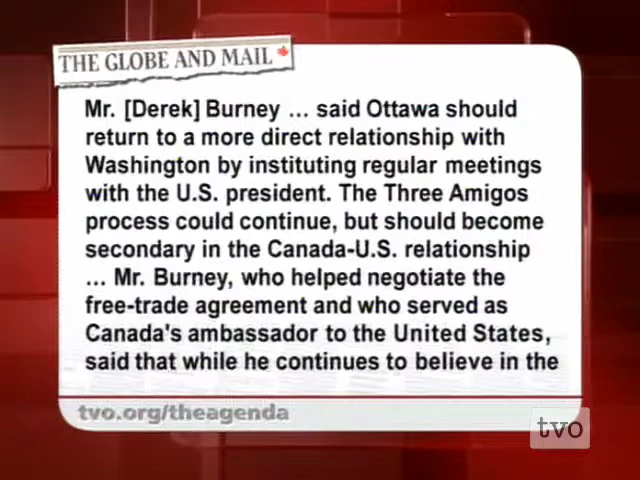 THE GLOBE AND MAIL
Mr. [Derek] Burney ... said Ottawa should
return to a more direct relationship with
Washington by instituting regular meetings
with the U.S. president. The Three Amigos
process could continue, but should become
secondary in the Canada-U.S. relationship
... Mr. Burney, who helped negotiate the
free-trade agreement and who served as
Canada's ambassador to the United States,
said that while he continues to believe in the
tvo.org/theagenda
tvo